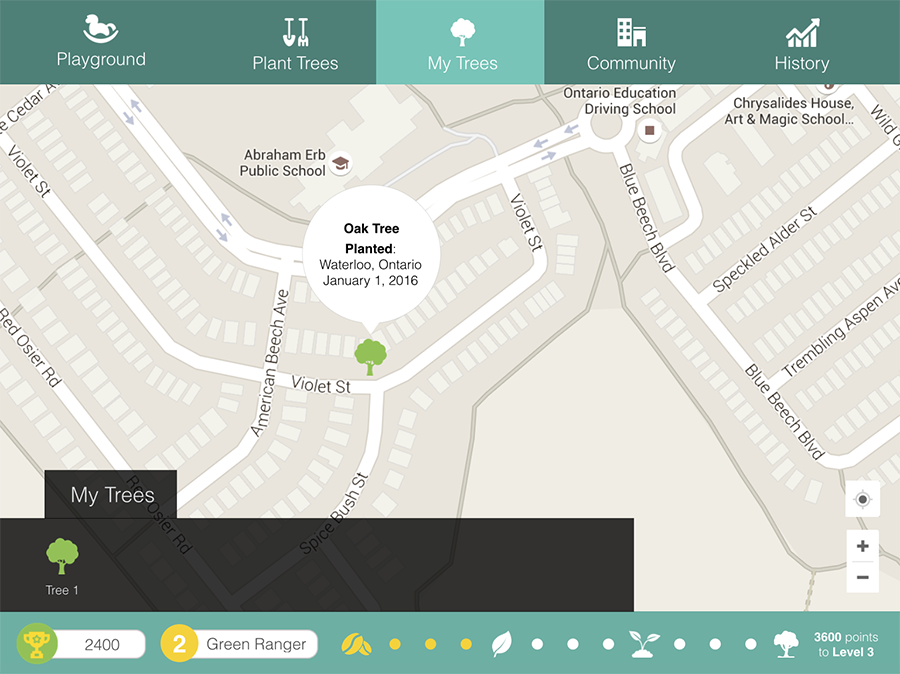 Playground
Plant Trees
My Trees
Community
History
Ontario Education
Driving School
Chrysalides House,
Art & Magic School...
Abraham Erb
Public School
Violet St
Violet St
Blue Beech Blvd
Speckled Alder St
Oak Tree
Planted:
Waterloo, Ontario
January 1, 2016
Red Osier Rd
American Beech Ave
Violet St
Trembling Aspen Ave
Blue Beech Blvd
My Trees
Red Osier Rd
Spice Bush St
Tree 1
2400
2
Green Ranger
3600 points
to Level 3